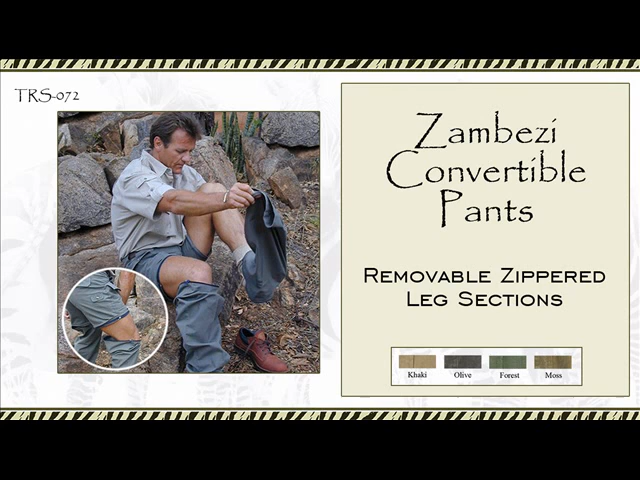 TRS-072
Zambezi
Convertible
Pants
Removable Zippered
Leg Sections
Khaki Olive Forest Moss